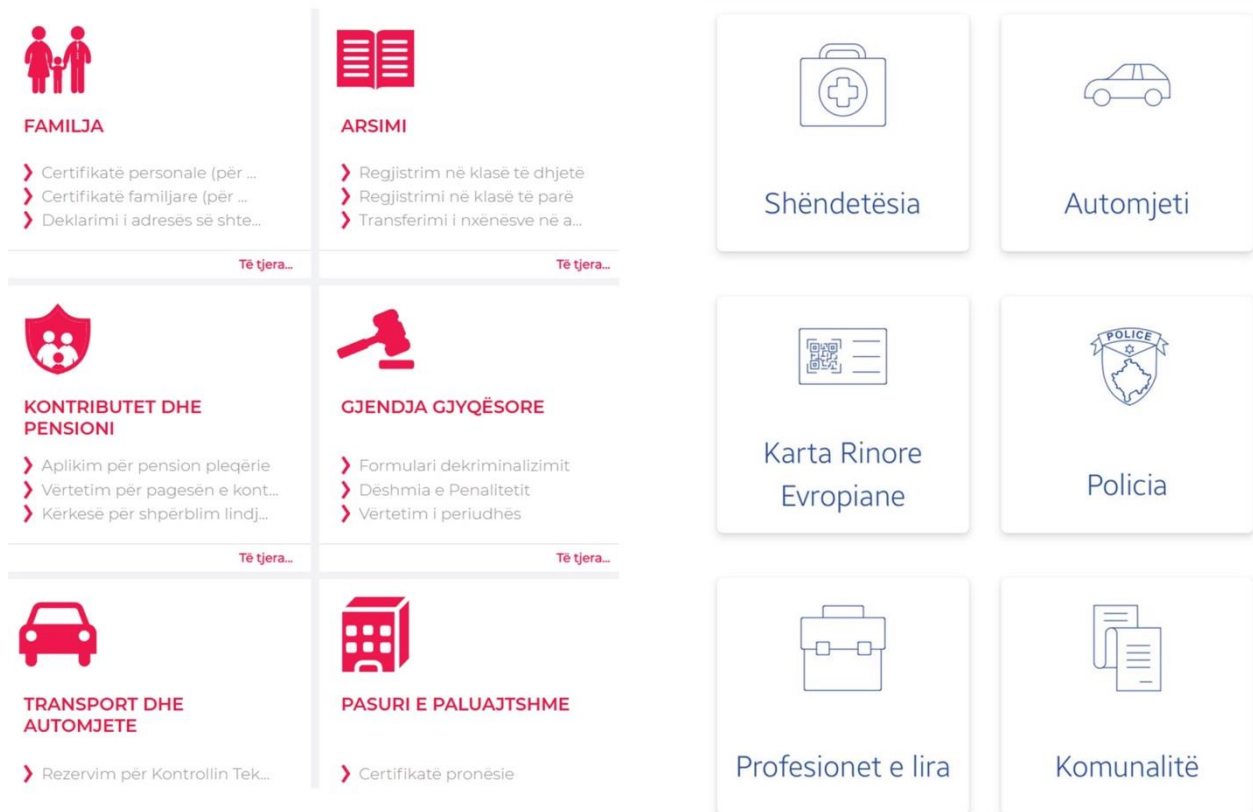 FAMILJA
Certifikatë personale (për ...
Certifikatë familjare (për ...
Deklarimi i adresës së shte...
Të tjera...
ARSIMI
Regjistrim në klasë të dhjetë
Regjistrimi në klasë të parë
Transferimi i nxënësve në a...
Të tjera...
KONTRIBUTET DHE
PENSIONI
Aplikim për pension pleqërie
Vërtetim për pagesën e kont...
Kërkesë për shpërblim lindj...
Të tjera...
GJENDJA GJYQËSORE
Formulari dekriminalizimit
Dëshmia e Penalitetit
Vërtetim i periudhës
Të tjera...
TRANSPORT DHE
AUTOMJETE
Rezervim për Kontrollin Tek...
PASURI E PALUAJTSHME
Certifikatë pronësie
Shëndetësia
Automjeti
Karta Rinore
Evropiane
POLICE
Policia
Profesionet e lira
Komunalitë